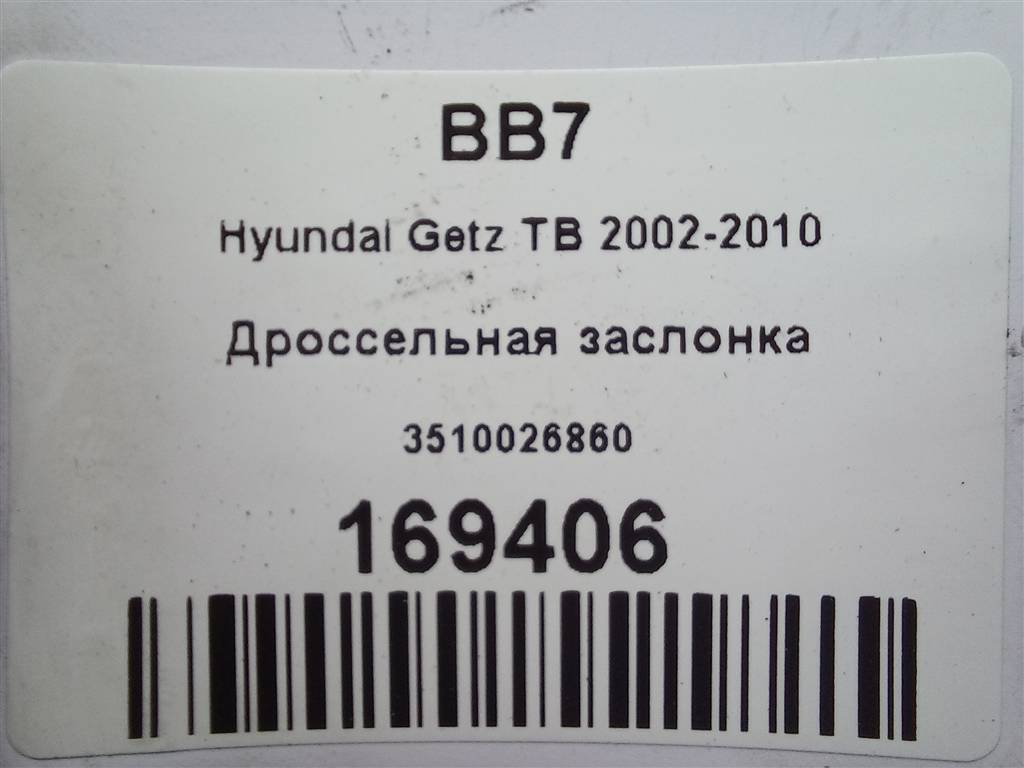 BB7
Hyundai Getz TB 2002-2010
Дроссельная заслонка
3510026860
169406